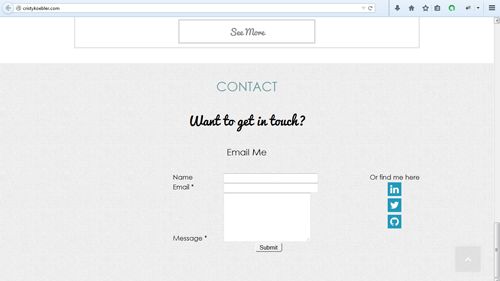 cristykoebler.com
See More
CONTACT
Want to get in touch?
Email Me
Name
Email *
Message *
Submit
Or find me here
in